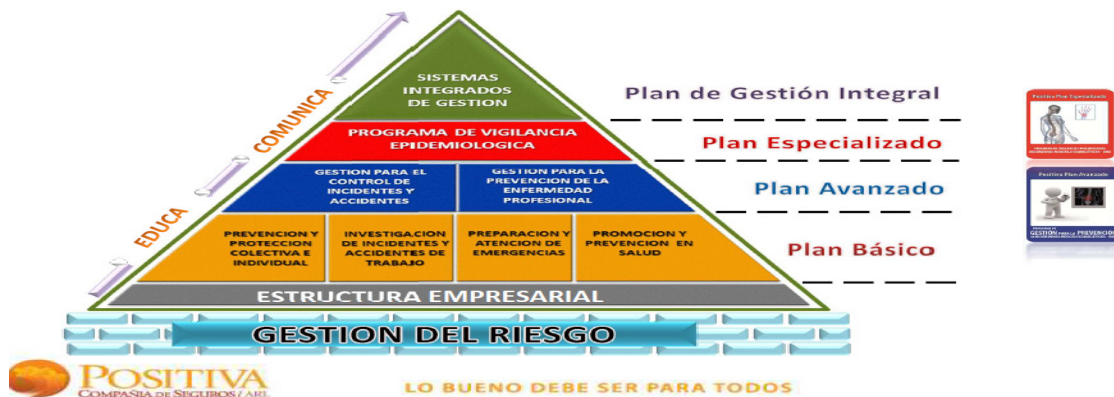 SISTEMAS
INTEGRADOS
DE GESTION
Plan de Gestión Integral
PROGRAMA DE VIGILANCIA
EPIDEMIOLOGICA
Plan Especializado
GESTION PARA EL
CONTROL DE
INCIDENTES Y
ACCIDENTES
GESTION PARA LA
PREVENCION DE LA
ENFERMEDAD
PROFESIONAL
Plan Avanzado
PREVENCION Y
PROTECCION
COLECTIVA E
INDIVIDUAL
INVESTIGACION
DE INCIDENTES Y
ACCIDENTES DE
TRABAJO
PREPARACION Y
ATENCION DE
EMERGENCIAS
PROMOCION Y
PREVENCION EN
SALUD
Plan Básico
ESTRUCTURA EMPRESARIAL
GESTION DEL RIESGO
EDUCA
COMUNICA
POSITIVA
COMPAÑIA DE SEGUROS / ARL
LO BUENO DEBE SER PARA TODOS
Positiva Plan Especializado
Positiva Plan Avanzado
GESTIÓN PARA LA PREVENCIÓN